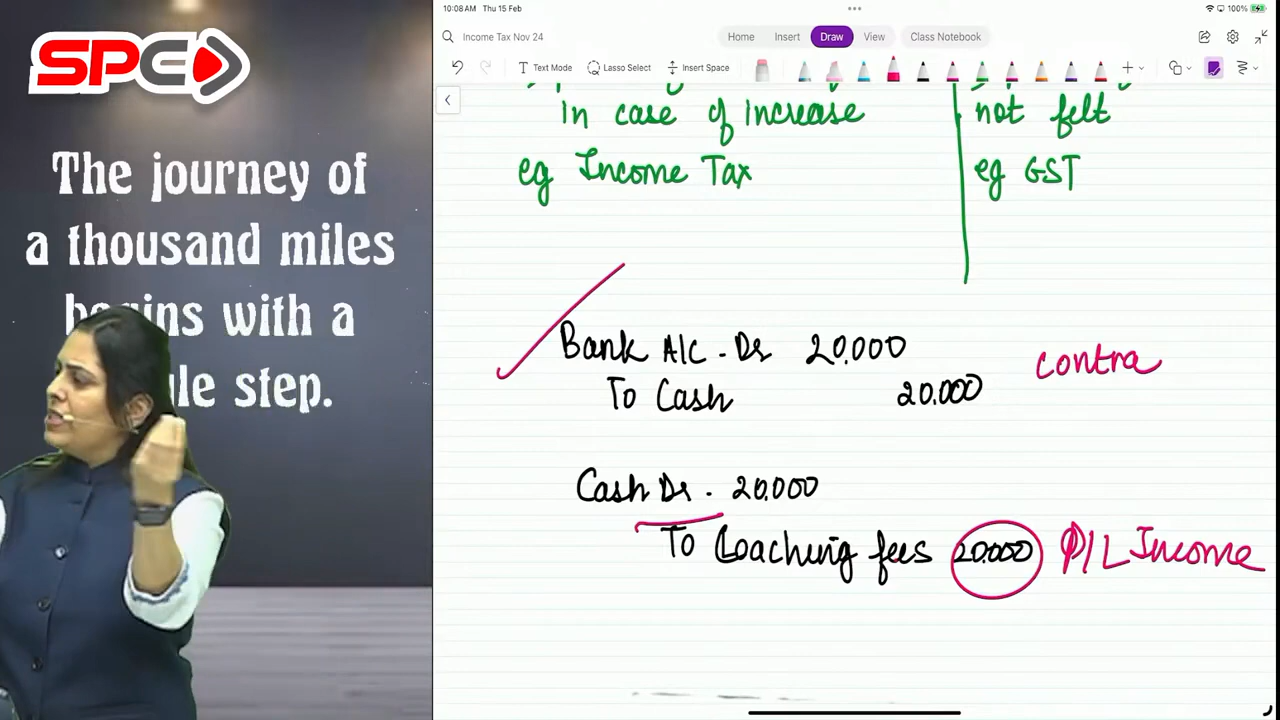 SPED
The journey of
a thousand miles
begins with a
step.
10:08 AM Thu 15 Feb
100%
Income Tax Nov 24
Home Insert Draw View Class Notebook
Text Mode Lasso Select Insert Space
In case of increase
not felt
eg Income Tax
eg GST
Bank A/C - Dr 20,000
To Cash 20,000
contra
Cash Dr - 20,000
To Coaching fees 20,000 P/L Income